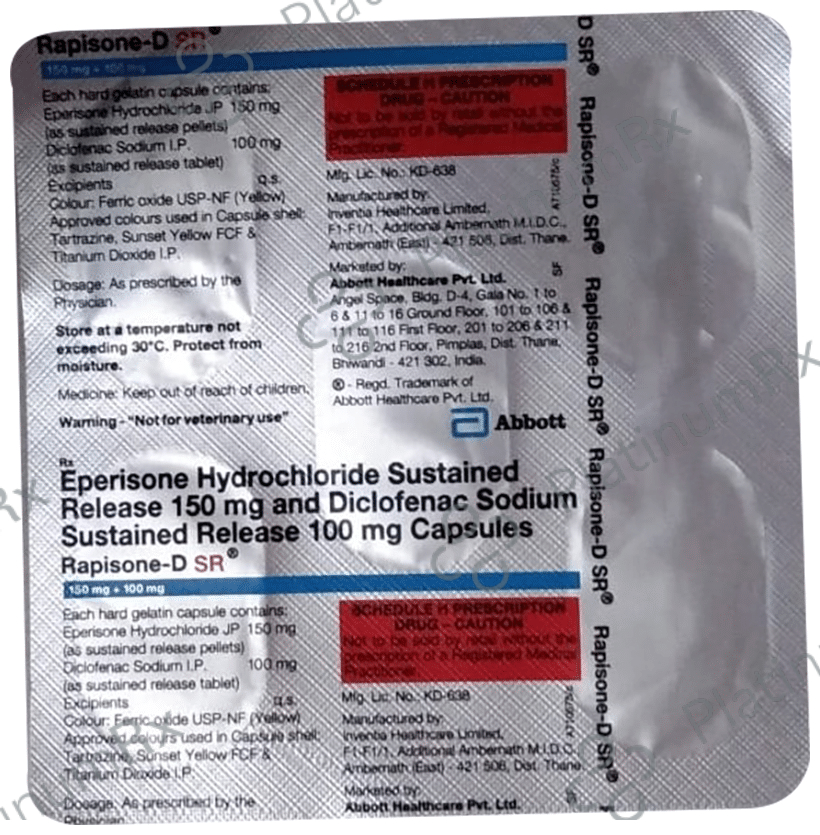 Rapisone-D SR®
150 mg + 100 mg
Each hard gelatin capsule contains:
Eperisone Hydrochloride JP 150 mg
(as sustained release pellets)
Diclofenac Sodium I.P. 100 mg
(as sustained release tablet)
Excipients q.s.
Colour: Ferric oxide USP-NF (Yellow)
Approved colours used in Capsule shell:
Tartrazine, Sunset Yellow FCF &
Titanium Dioxide I.P.
Dosage: As prescribed by the
Physician.
Store at a temperature not
exceeding 30°C. Protect from
moisture.
Medicine: Keep out of reach of children.
Warning - "Not for veterinary use"
SCHEDULE H PRESCRIPTION
DRUG - CAUTION
Not to be sold by retail without the
prescription of a Registered Medical
Practitioner.
Mfg. Lic. No.: KD-638
Manufactured by:
Inventia Healthcare Limited,
F1-F1/1, Additional Ambernath M.I.D.C.,
Ambernath (East) - 421 506, Dist. Thane.
Marketed by:
Abbott Healthcare Pvt. Ltd.
Angel Space, Bldg. D-4, Gala No. 1 to
6 & 11 to 16 Ground Floor, 101 to 106 &
111 to 116 First Floor, 201 to 206 & 211
to 216 2nd Floor, Pimplas, Dist. Thane,
Bhiwandi - 421 302, India.
® - Regd. Trademark of
Abbott Healthcare Pvt. Ltd.
Abbott
SF
Rx
Eperisone Hydrochloride Sustained
Release 150 mg and Diclofenac Sodium
Sustained Release 100 mg Capsules
Rapisone-D SR®
150 mg + 100 mg
Each hard gelatin capsule contains:
Eperisone Hydrochloride JP 150 mg
(as sustained release pellets)
Diclofenac Sodium I.P. 100 mg
(as sustained release tablet)
Excipients q.s.
Colour: Ferric oxide USP-NF (Yellow)
Approved colours used in Capsule shell:
Tartrazine, Sunset Yellow FCF &
Titanium Dioxide I.P.
Dosage: As prescribed by the
Physician.
SCHEDULE H PRESCRIPTION
DRUG - CAUTION
Not to be sold by retail without the
prescription of a Registered Medical
Practitioner.
Mfg. Lic. No.: KD-638
Manufactured by:
Inventia Healthcare Limited,
F1-F1/1, Additional Ambernath M.I.D.C.,
Ambernath (East) - 421 506, Dist. Thane.
Marketed by:
Abbott Healthcare Pvt. Ltd.
SF
D SR® Rapisone-D SR® Rapisone-D SR® Rapisone-D SR® Rapisone-D SR®
PlatinumRx